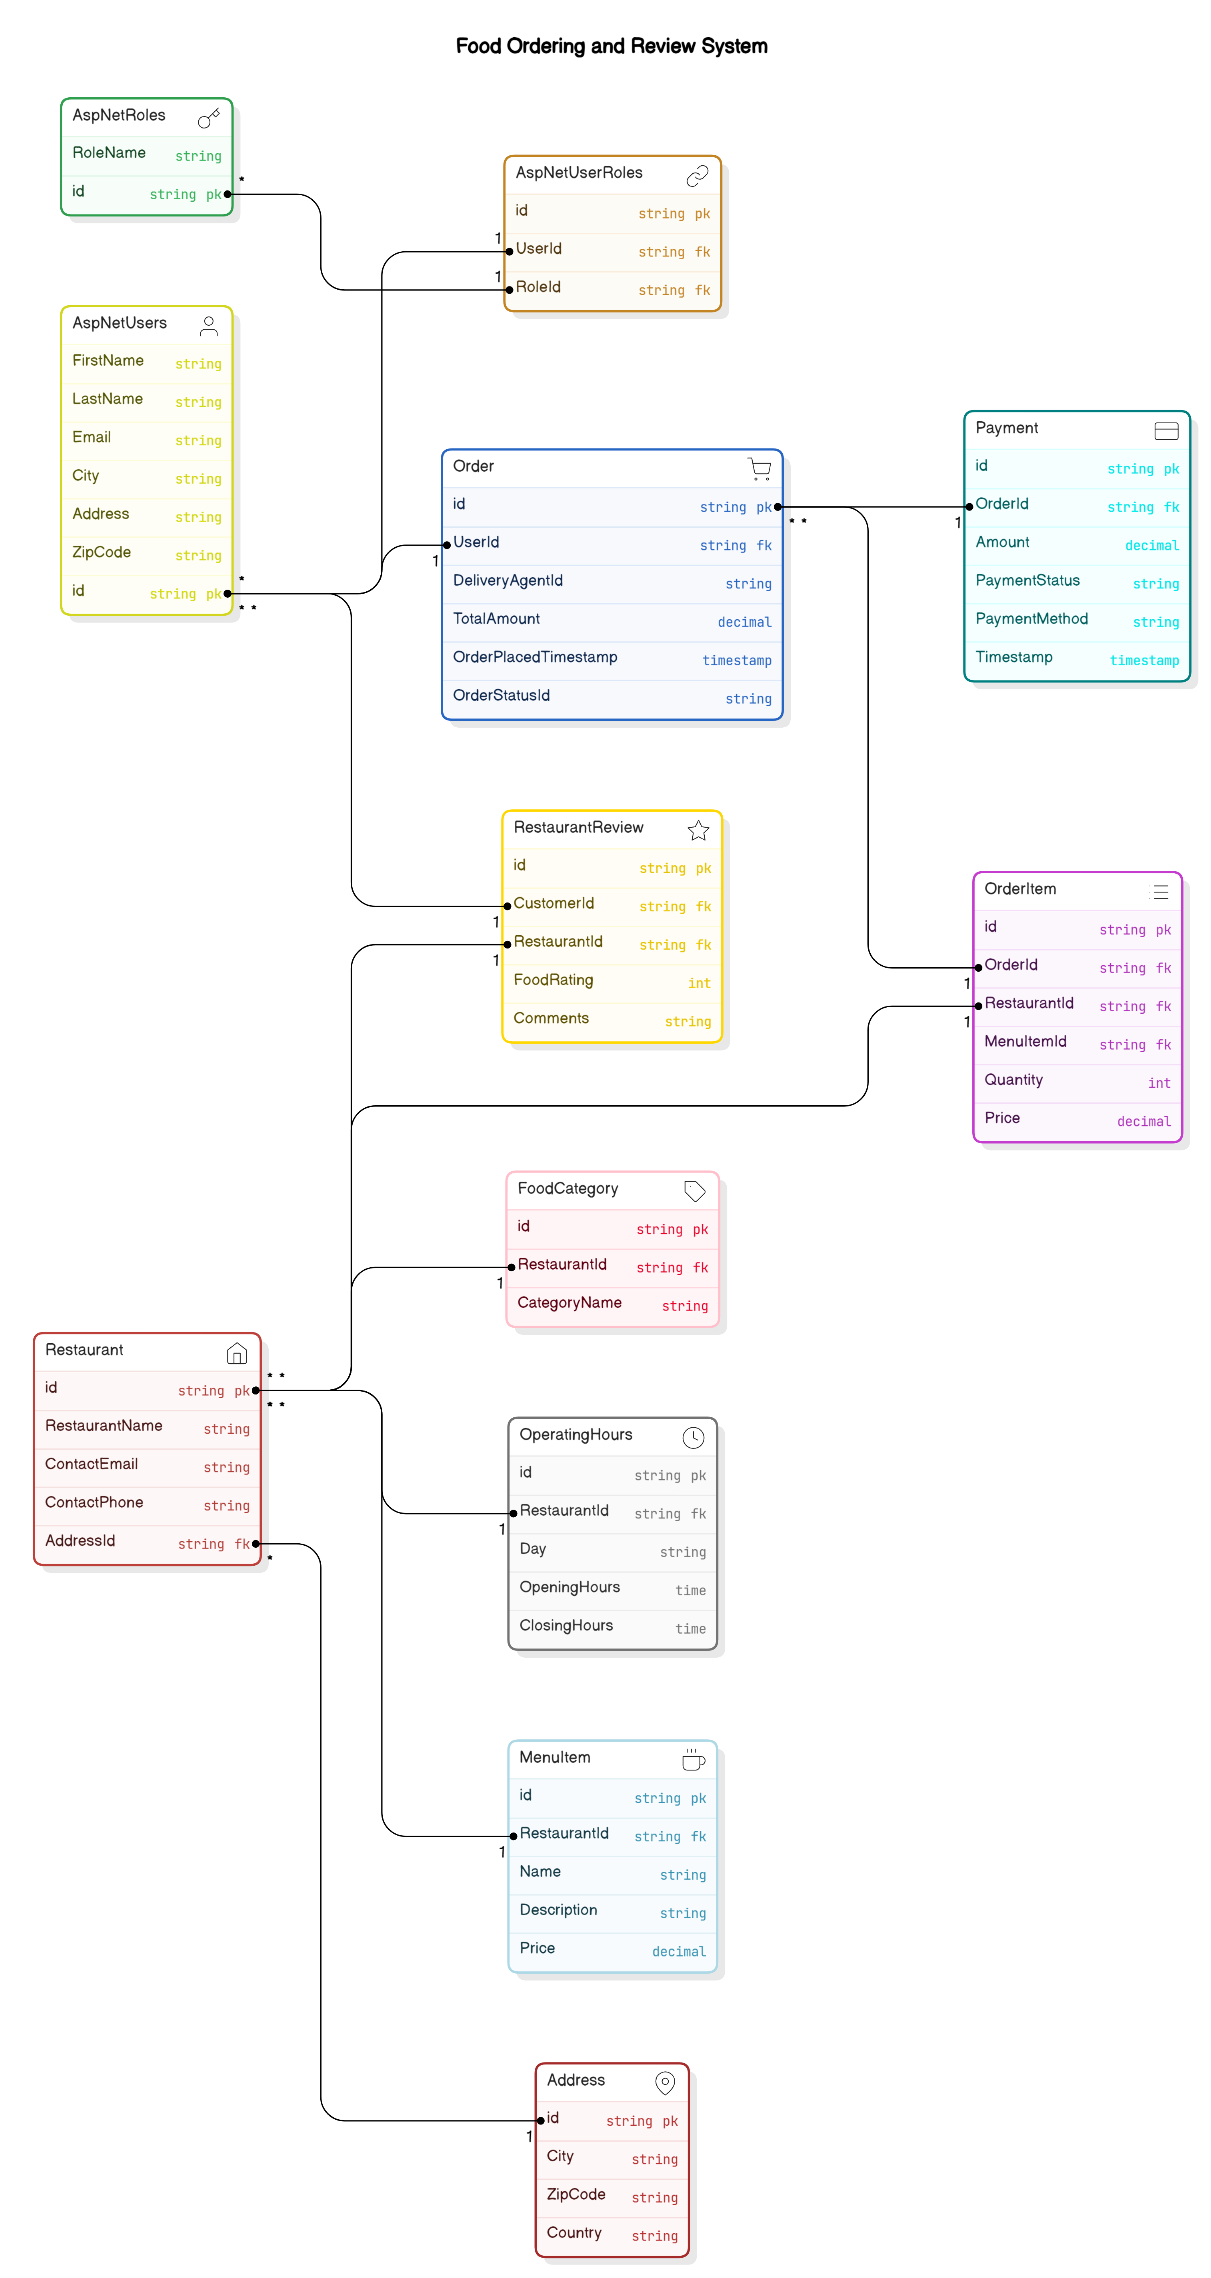 Food Ordering and Review System
AspNetRoles
RoleName string
id string pk
*
AspNetUserRoles
id string pk
1
UserId string fk
1
RoleId string fk
AspNetUsers
FirstName string
LastName string
Email string
City string
Address string
ZipCode string
id string pk
*
* *
Order
id string pk
* *
UserId string fk
1
DeliveryAgentId string
TotalAmount decimal
OrderPlacedTimestamp timestamp
OrderStatusId string
Payment
id string pk
OrderId string fk
1
Amount decimal
PaymentStatus string
PaymentMethod string
Timestamp timestamp
RestaurantReview
id string pk
CustomerId string fk
1
RestaurantId string fk
1
FoodRating int
Comments string
OrderItem
id string pk
OrderId string fk
1
RestaurantId string fk
1
MenuItemId string fk
Quantity int
Price decimal
FoodCategory
id string pk
RestaurantId string fk
1
CategoryName string
Restaurant
* *
id string pk
* *
RestaurantName string
ContactEmail string
ContactPhone string
AddressId string fk
*
OperatingHours
id string pk
RestaurantId string fk
1
Day string
OpeningHours time
ClosingHours time
MenuItem
id string pk
RestaurantId string fk
1
Name string
Description string
Price decimal
Address
id string pk
1
City string
ZipCode string
Country string